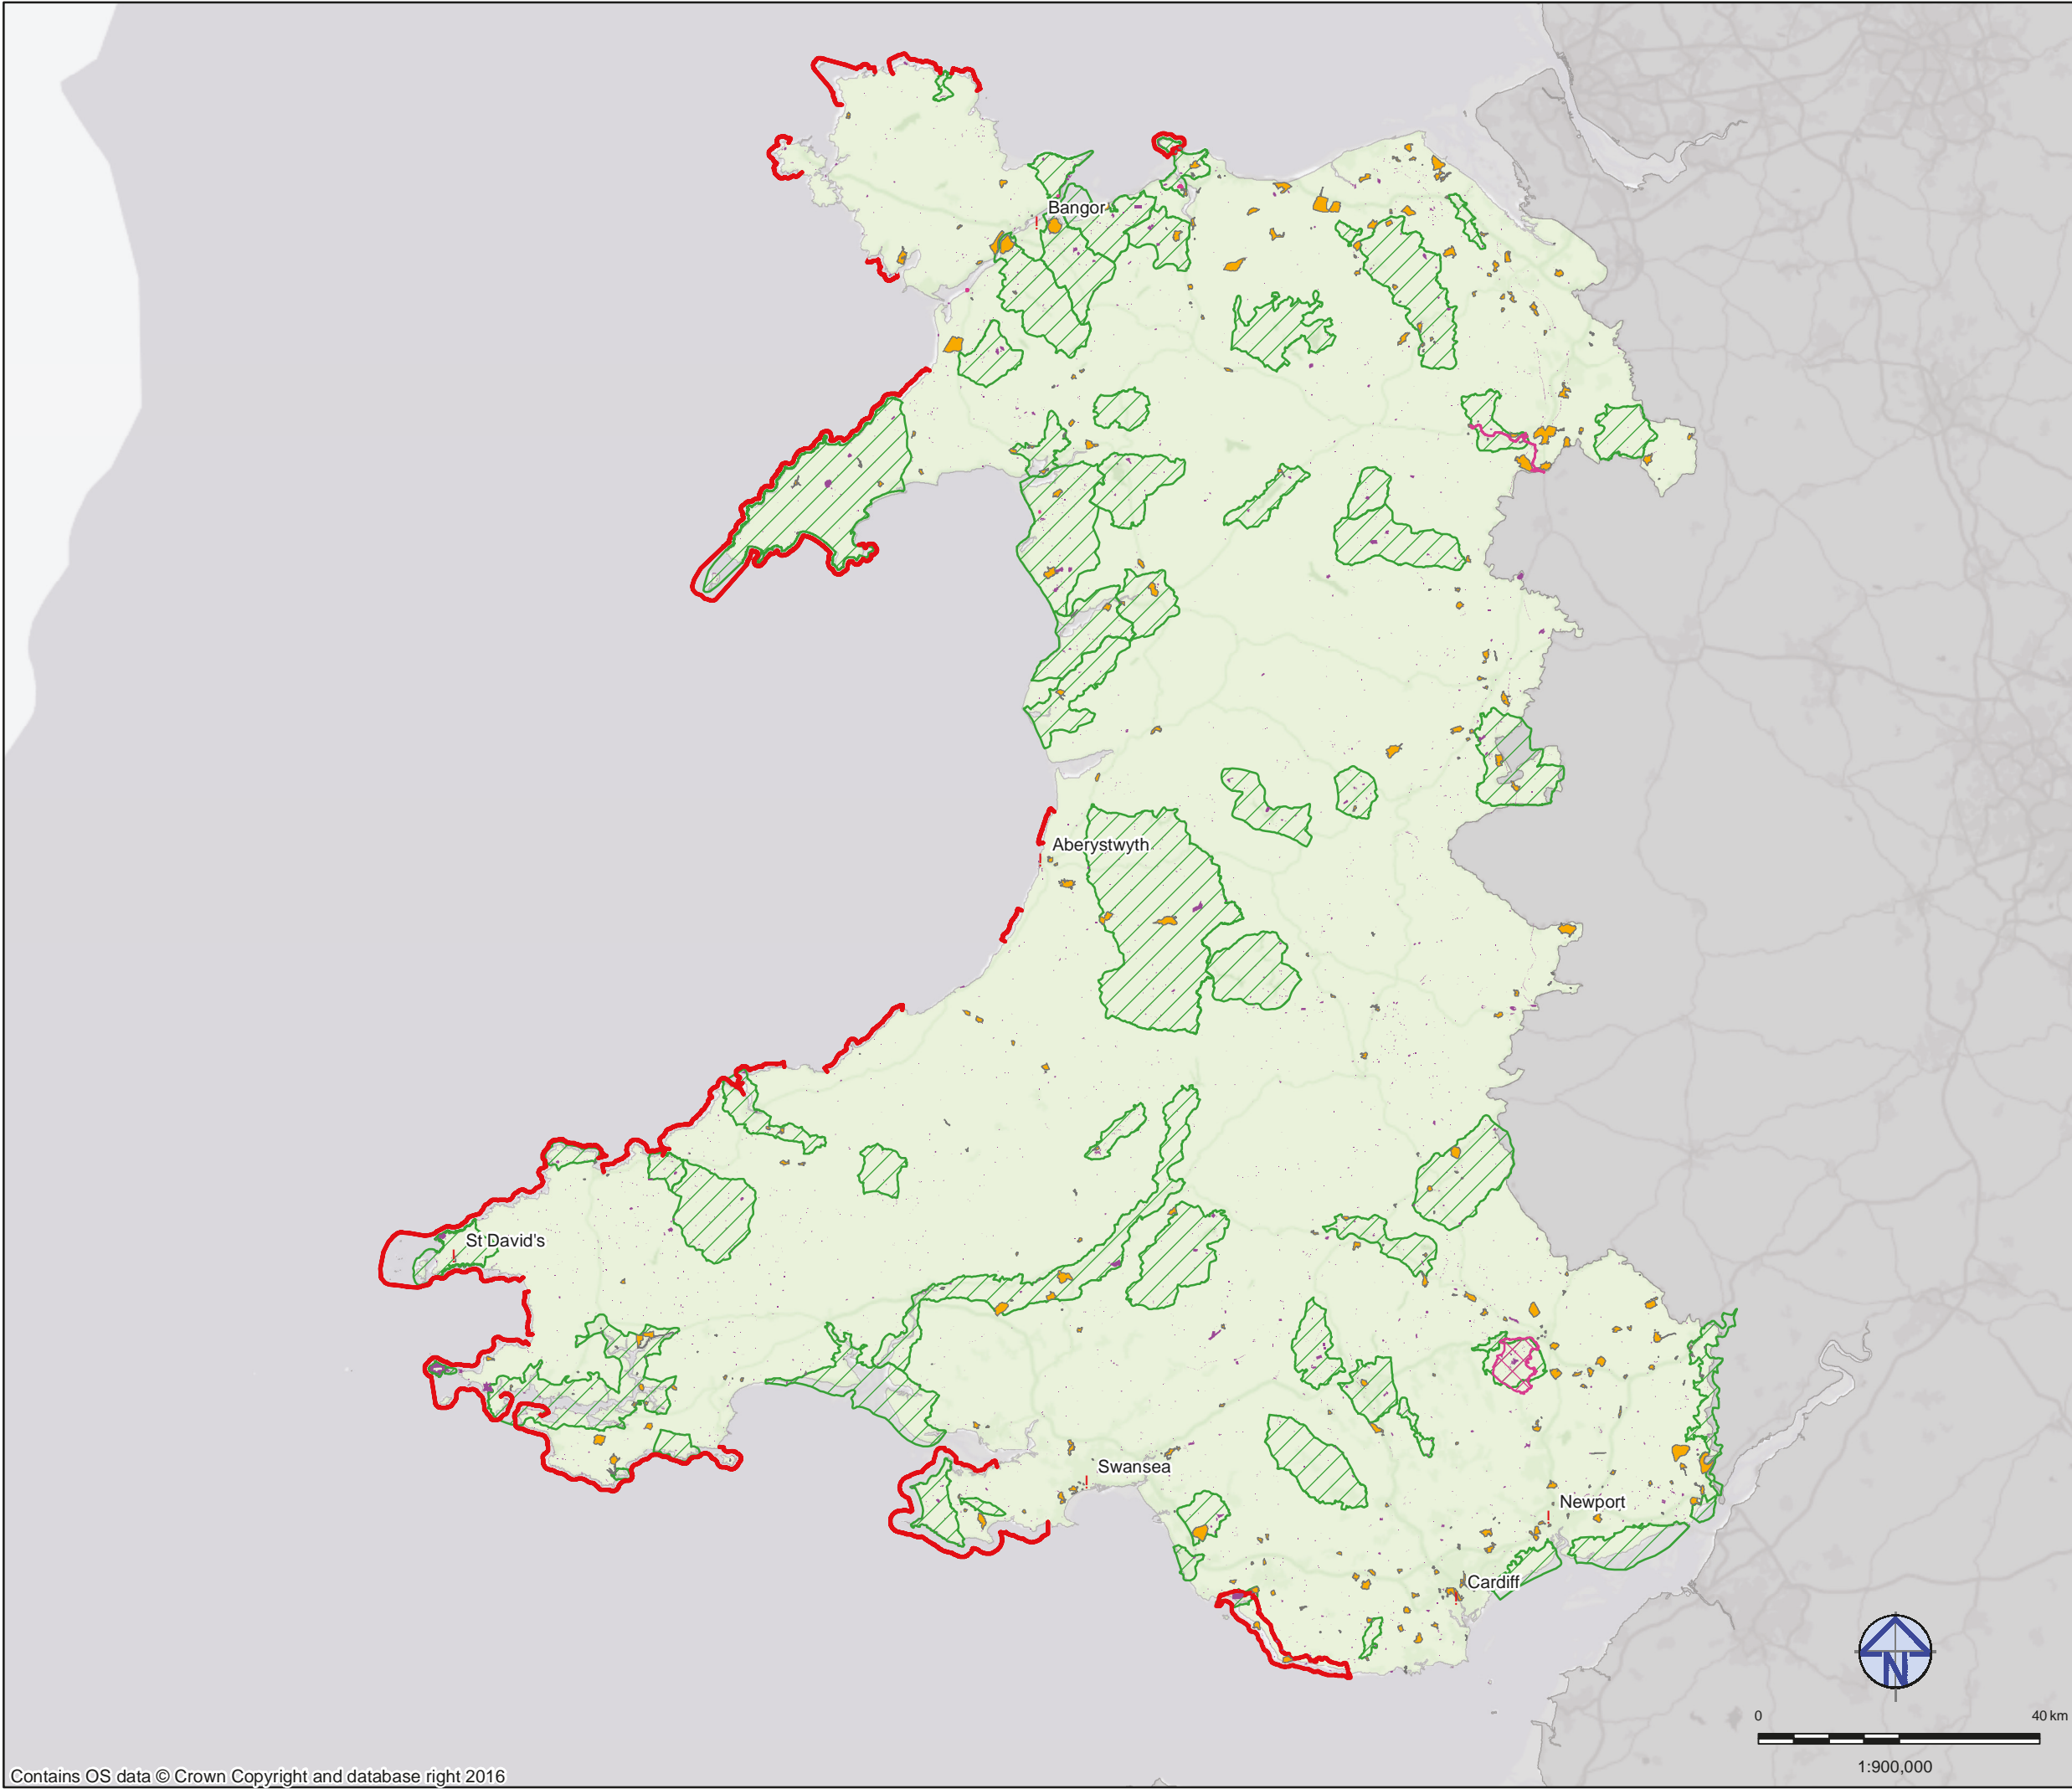 Bangor
Aberystwyth
St David's
Swansea
Newport
Cardiff
N
0 40 km
1:900,000
Contains OS data © Crown Copyright and database right 2016